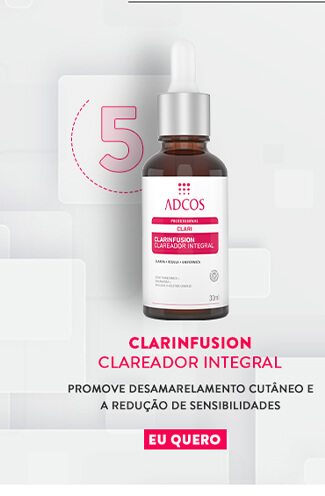 5
ADCOS
PROFESSIONAL
CLARI
CLARINFUSION
CLAREADOR INTEGRAL
30ml
CLARINFUSION
CLAREADOR INTEGRAL
PROMOVE DESAMARELAMENTO CUTÂNEO E
A REDUÇÃO DE SENSIBILIDADES
EU QUERO